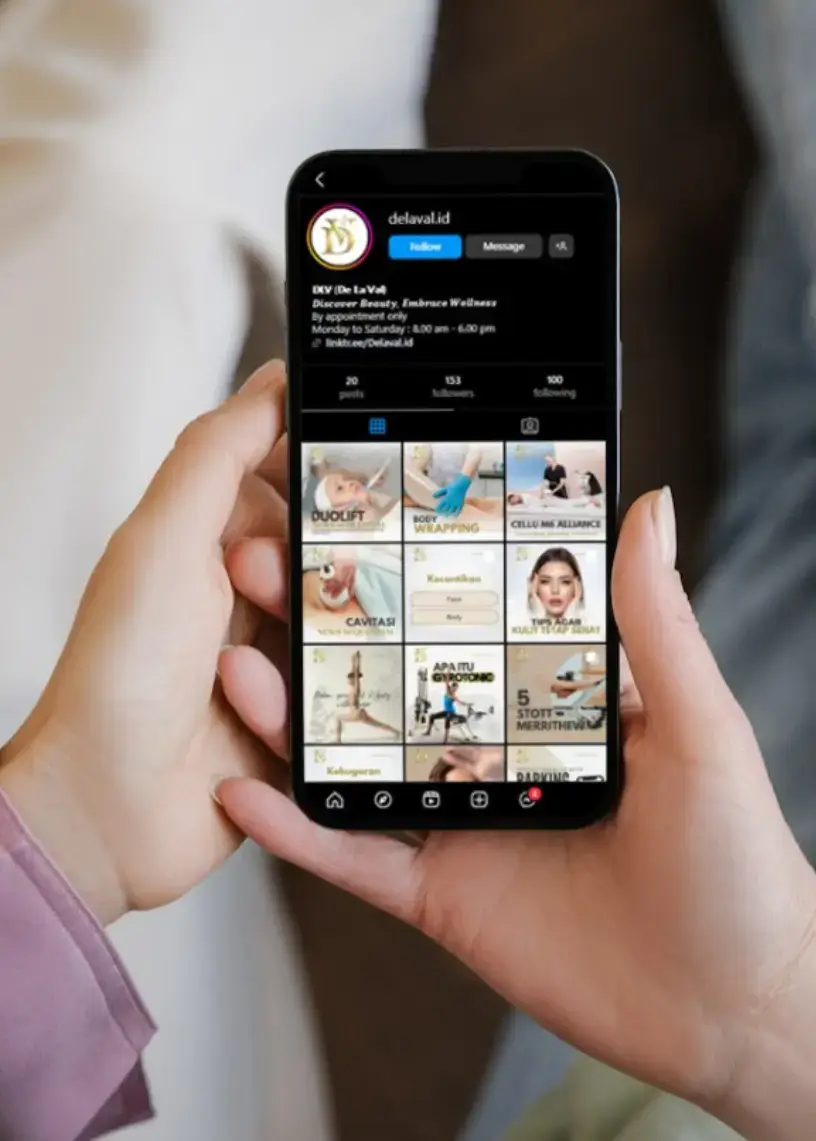 delaval.id
Follow
Message
DLV (De La Val)
Discover Beauty, Embrace Wellness
By appointment only
Monday to Saturday : 8.00 am - 6.00 pm
linktr.ee/Delaval.id
20
153
100
posts
followers
following
DUOLIFT
BODY
WRAPPING
CELLU M6 ALLIANCE
CAVITASI
Kecantikan
Face
Body
TIPS AGAR
KULIT TETAP SEHAT
APA ITU
GYROTONIC
5
STOTT -
MERRITHEW
Kebugaran
PARKING
4